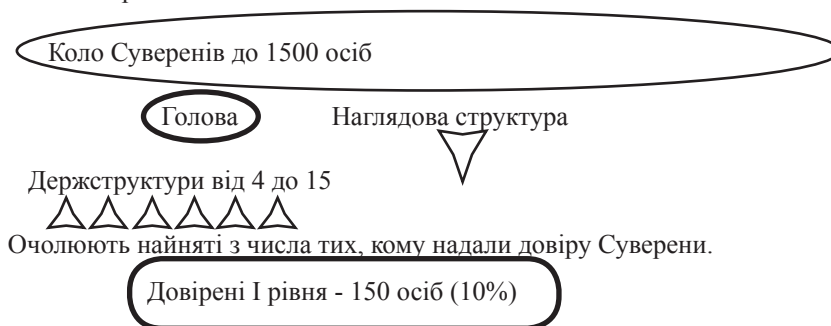 Коло Суверенів до 1500 осіб
Голова Наглядова структура
Держструктури від 4 до 15
Очолюють найняті з числа тих, кому надали довіру Суверени.
Довірені І рівня - 150 осіб (10%)